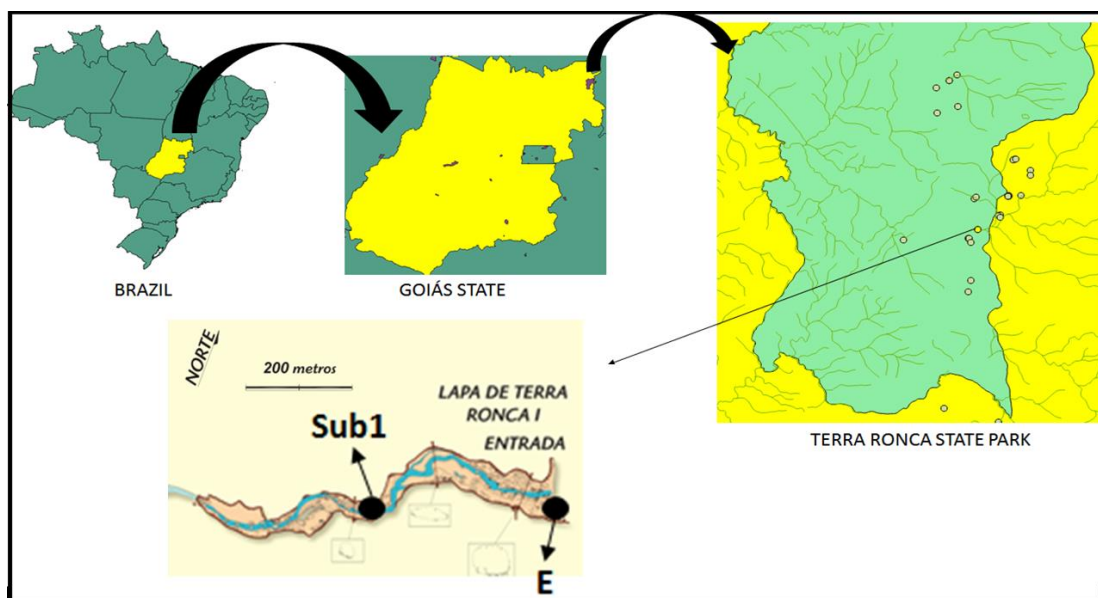 BRAZIL
GOIÁS STATE
TERRA RONCA STATE PARK
NORTE
200 metros
LAPA DE TERRA
RONCA I
ENTRADA
Sub1
E